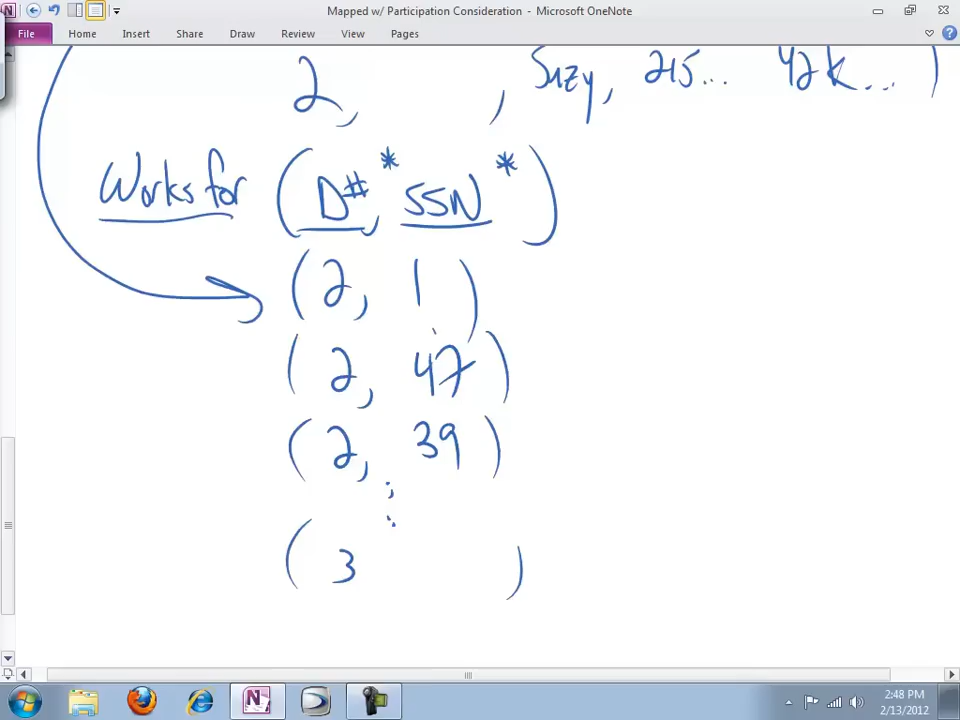 Mapped w/ Participation Consideration - Microsoft OneNote
File Home Insert Share Draw Review View Pages
2, , Suzy, 215... 42k... )
Works for ( D#*, SSN* )
( 2, 1 )
( 2, 47 )
( 2, 39 )
:
:
( 3 )
2:48 PM
2/13/2012